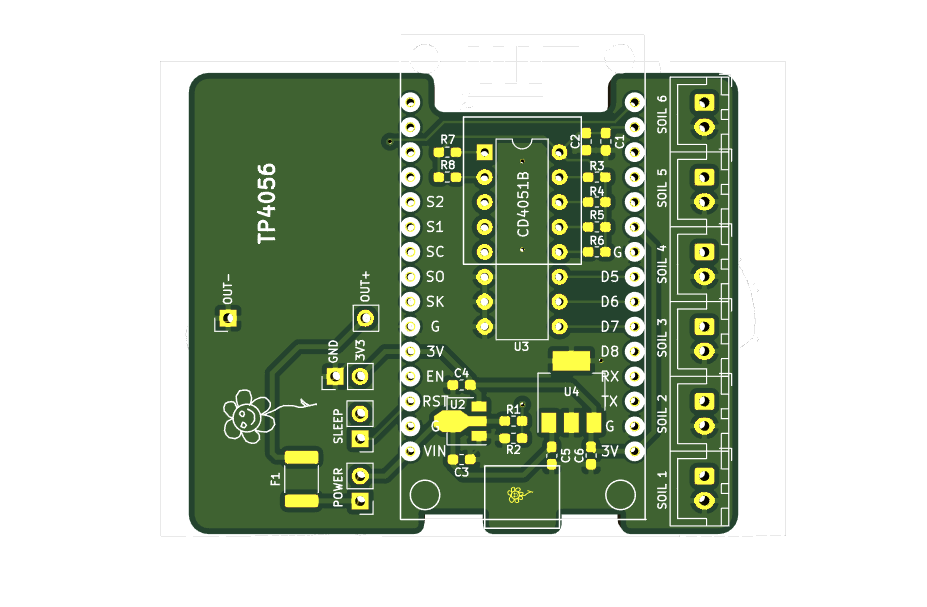 SOIL 6
R7
C2
C1
R8
R3
TP4056
CD4051B
SOIL 5
S2
R4
S1
R5
R6
SC
G
SOIL 4
OUT-
OUT+
SO
D5
SK
D6
G
D7
SOIL 3
U3
GND
3V3
3V
D8
C4
EN
RX
U4
RST
U2
TX
SLEEP
R1
SOIL 2
G
G
R2
VIN
C5
C6
3V
C3
F1
POWER
SOIL 1